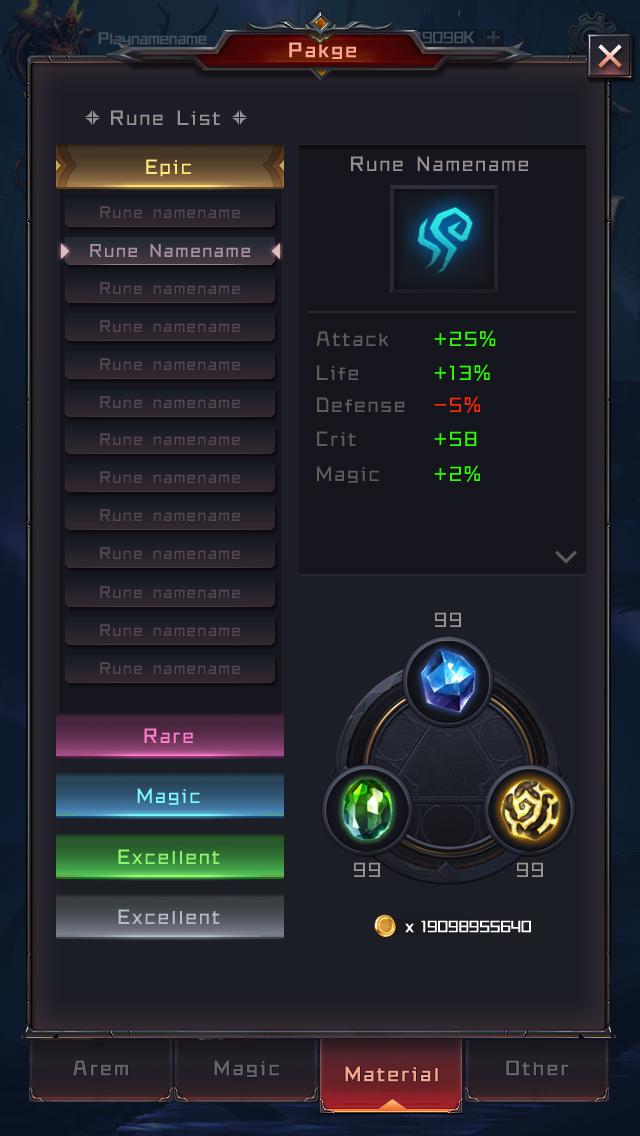 Playnamename
19098K +
Pakge
Rune List
Epic
Rune namename
Rune Namename
Rune namename
Rune namename
Rune namename
Rune namename
Rune namename
Rune namename
Rune namename
Rune namename
Rune namename
Rune namename
Rune namename
Rare
Magic
Excellent
Excellent
Rune Namename
Attack +25%
Life +13%
Defense -5%
Crit +58
Magic +2%
99
99
99
x 19098955640
Arem
Magic
Material
Other